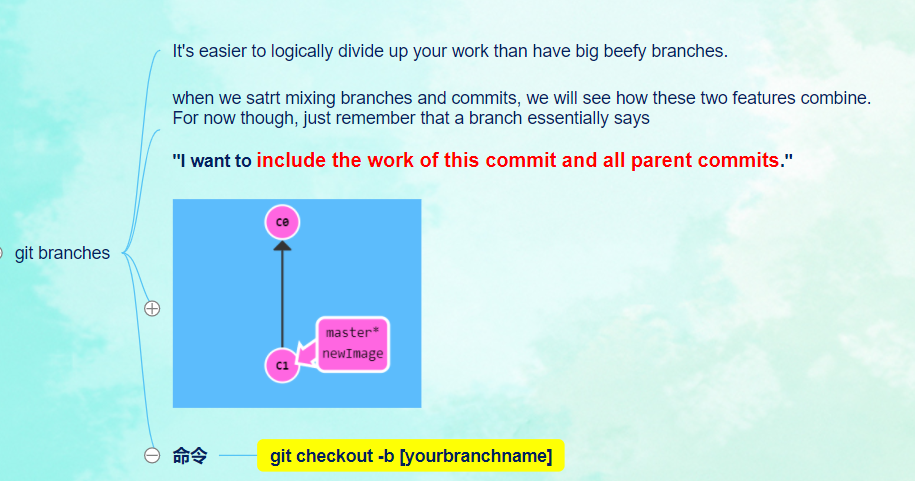 It's easier to logically divide up your work than have big beefy branches.
when we satrt mixing branches and commits, we will see how these two features combine.
For now though, just remember that a branch essentially says
"I want to include the work of this commit and all parent commits."
git branches
C0
master*
newImage
C1
命令
git checkout -b [yourbranchname]